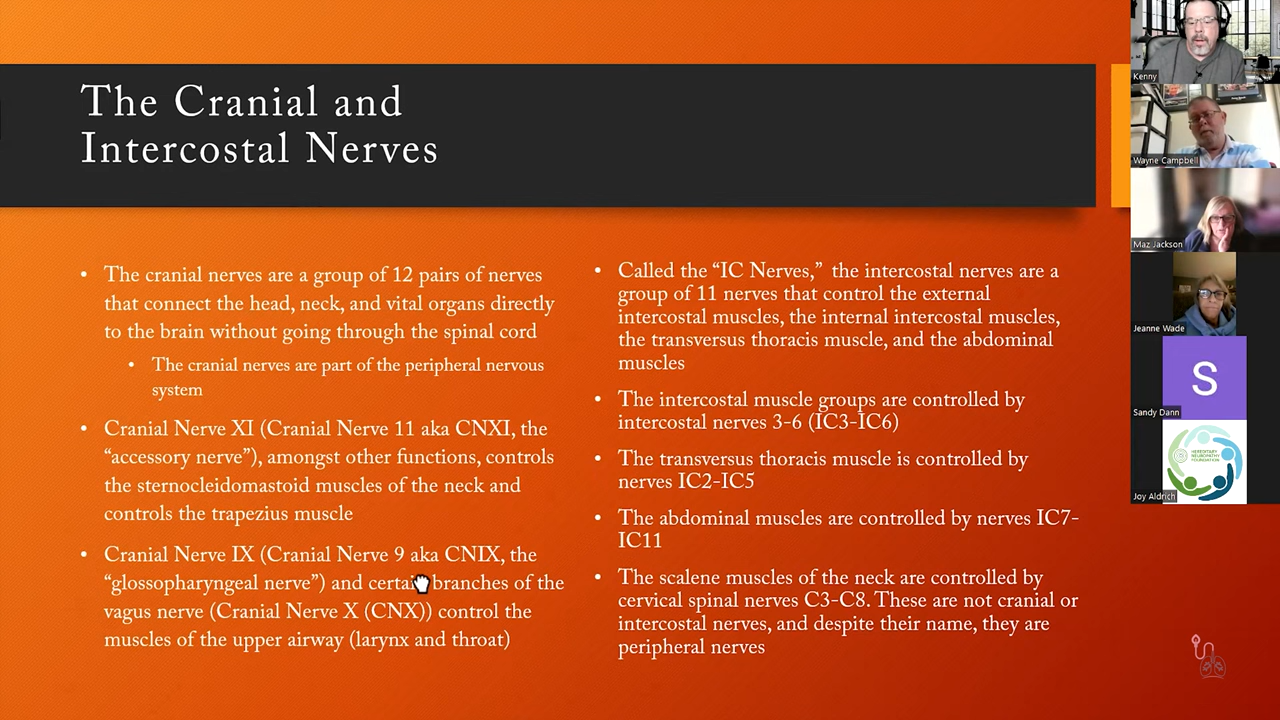 The Cranial and
Intercostal Nerves
• The cranial nerves are a group of 12 pairs of nerves
that connect the head, neck, and vital organs directly
to the brain without going through the spinal cord
• The cranial nerves are part of the peripheral nervous
system
• Cranial Nerve XI (Cranial Nerve 11 aka CNXI, the
“accessory nerve”), amongst other functions, controls
the sternocleidomastoid muscles of the neck and
controls the trapezius muscle
• Cranial Nerve IX (Cranial Nerve 9 aka CNIX, the
“glossopharyngeal nerve”) and certain branches of the
vagus nerve (Cranial Nerve X (CNX)) control the
muscles of the upper airway (larynx and throat)
• Called the “IC Nerves,” the intercostal nerves are a
group of 11 nerves that control the external
intercostal muscles, the internal intercostal muscles,
the transversus thoracis muscle, and the abdominal
muscles
• The intercostal muscle groups are controlled by
intercostal nerves 3-6 (IC3-IC6)
• The transversus thoracis muscle is controlled by
nerves IC2-IC5
• The abdominal muscles are controlled by nerves IC7-
IC11
• The scalene muscles of the neck are controlled by
cervical spinal nerves C3-C8. These are not cranial or
intercostal nerves, and despite their name, they are
peripheral nerves
Kenny
Wayne Campbell
Maz Jackson
Jeanne Wade
S
Sandy Dann
HEREDITARY
NEUROPATHY
FOUNDATION
Joy Aldrich